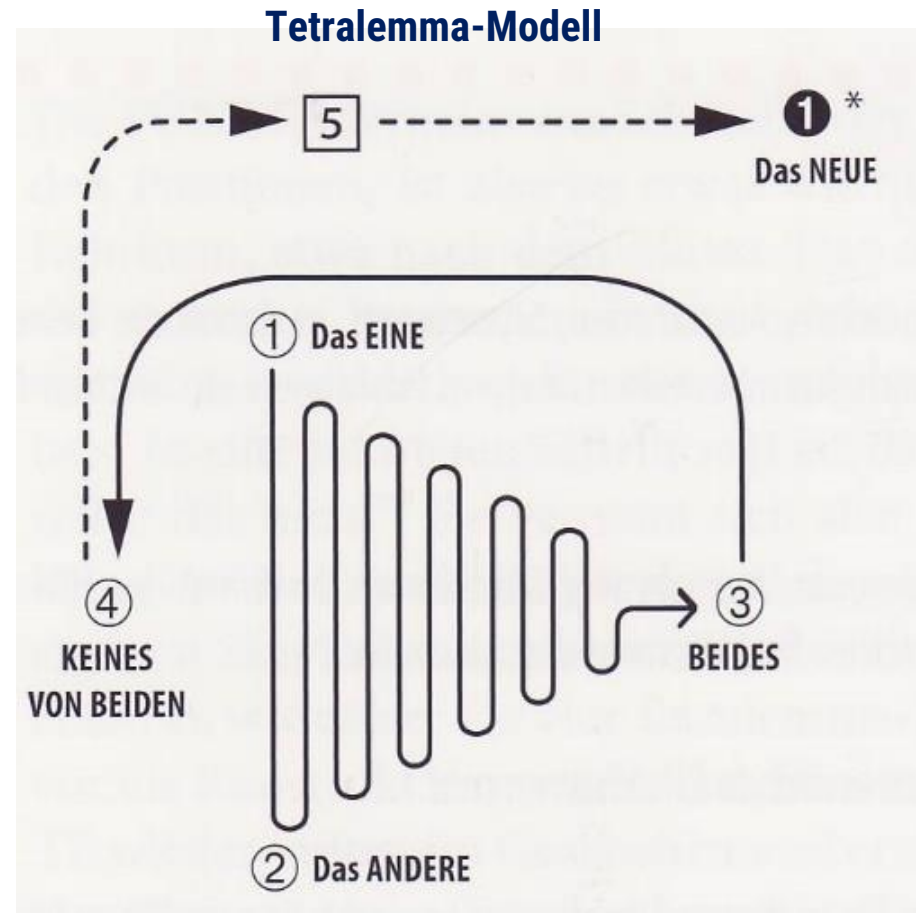 Tetralemma-Modell
5
❶ *
Das NEUE
① Das EINE
④
KEINES
VON BEIDEN
③
BEIDES
② Das ANDERE